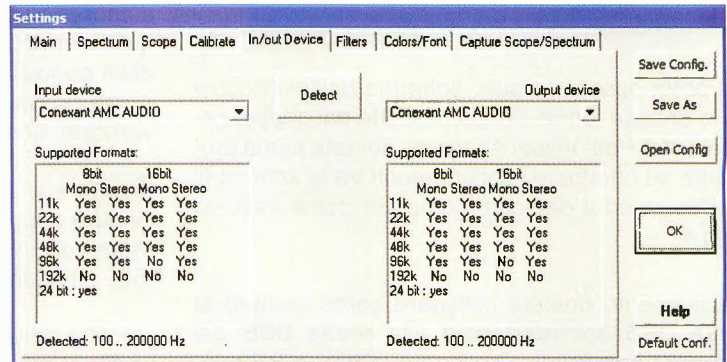 Settings
Main Spectrum Scope Calibrate In/out Device Filters Colors/Font Capture Scope/Spectrum
Input device
Conexant AMC AUDIO
Detect
Output device
Conexant AMC AUDIO
Supported Formats:
8bit 16bit
Mono Stereo Mono Stereo
11k Yes Yes Yes Yes
22k Yes Yes Yes Yes
44k Yes Yes Yes Yes
48k Yes Yes Yes Yes
96k Yes Yes No Yes
192k No No No No
24 bit : yes
Detected: 100 .. 200000 Hz
Supported Formats:
8bit 16bit
Mono Stereo Mono Stereo
11k Yes Yes Yes Yes
22k Yes Yes Yes Yes
44k Yes Yes Yes Yes
48k Yes Yes Yes Yes
96k Yes Yes No Yes
192k No No No No
24 bit : yes
Detected: 100 .. 200000 Hz
Save Config.
Save As
Open Config
OK
Help
Default Conf.